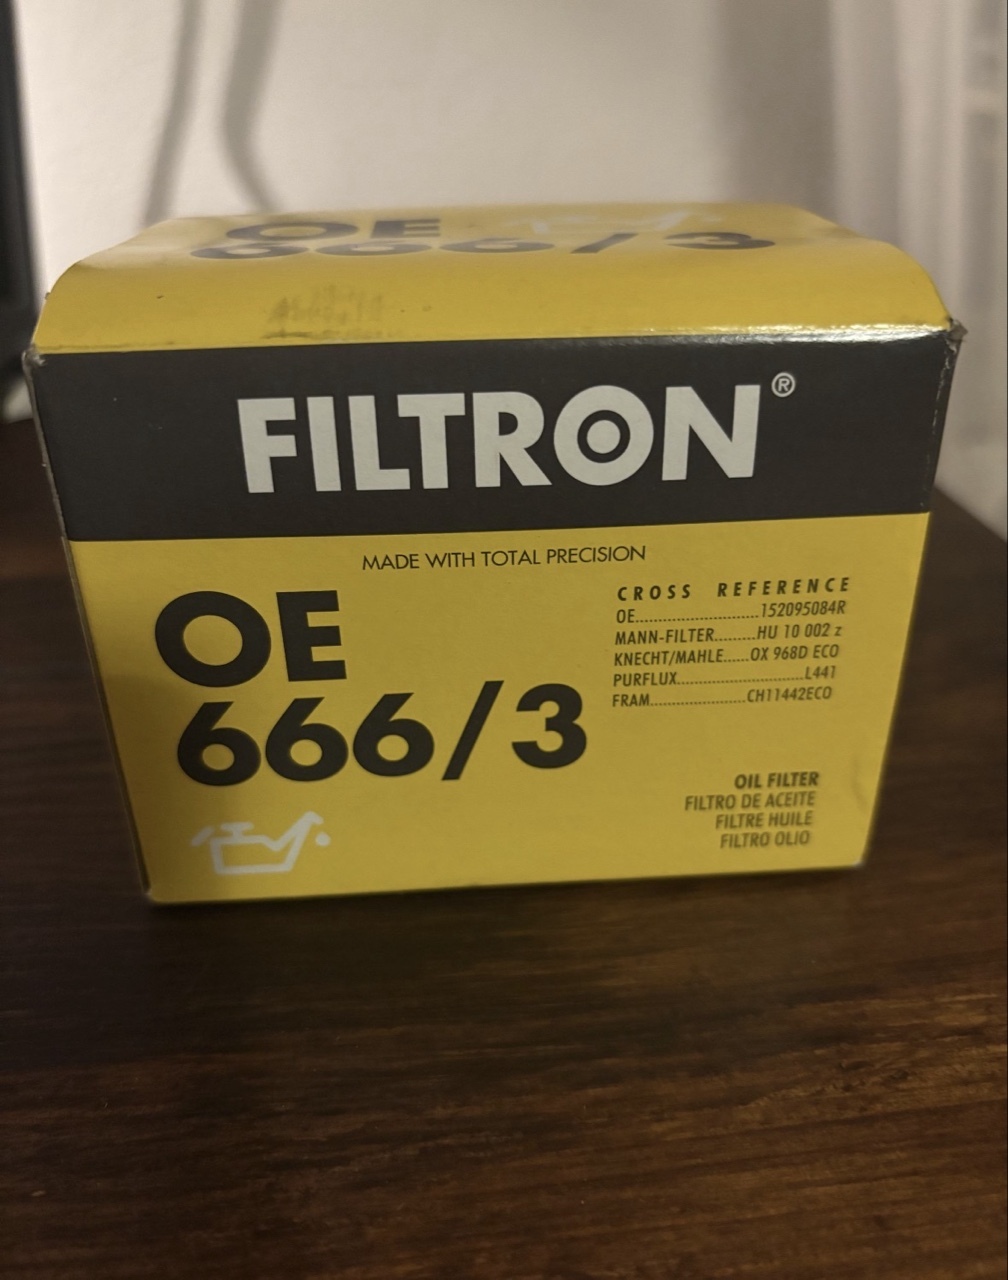 OE
666/3
FILTRON®
MADE WITH TOTAL PRECISION
OE
666/3
CROSS REFERENCE
OE..............................152095084R
MANN-FILTER..........HU 10 002 z
KNECHT/MAHLE......OX 968D ECO
PURFLUX...............................L441
FRAM.......................CH11442ECO
OIL FILTER
FILTRO DE ACEITE
FILTRE HUILE
FILTRO OLIO